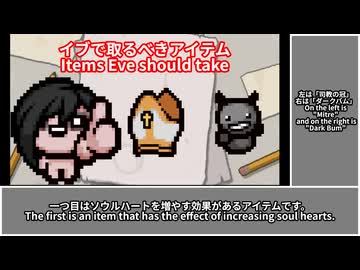 イブで取るべきアイテム
Items Eve should take
左は「司教の冠」
右は「ダークバム」
On the left is
"Mitre"
and on the right is
"Dark Bum"
一つ目はソウルハートを増やす効果があるアイテムです。
The first is an item that has the effect of increasing soul hearts.